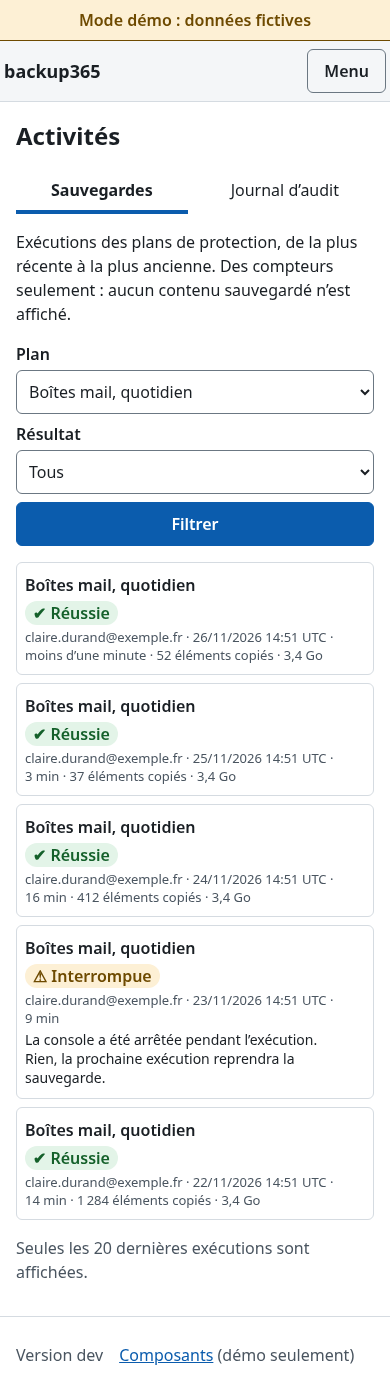 Mode démo : données fictives
backup365
Menu
Activités
Sauvegardes
Journal d’audit
Exécutions des plans de protection, de la plus
récente à la plus ancienne. Des compteurs
seulement : aucun contenu sauvegardé n’est
affiché.
Plan
Boîtes mail, quotidien
Résultat
Tous
Filtrer
Boîtes mail, quotidien
✔ Réussie
claire.durand@exemple.fr · 26/11/2026 14:51 UTC ·
moins d’une minute · 52 éléments copiés · 3,4 Go
Boîtes mail, quotidien
✔ Réussie
claire.durand@exemple.fr · 25/11/2026 14:51 UTC ·
3 min · 37 éléments copiés · 3,4 Go
Boîtes mail, quotidien
✔ Réussie
claire.durand@exemple.fr · 24/11/2026 14:51 UTC ·
16 min · 412 éléments copiés · 3,4 Go
Boîtes mail, quotidien
⚠ Interrompue
claire.durand@exemple.fr · 23/11/2026 14:51 UTC ·
9 min
La console a été arrêtée pendant l’exécution.
Rien, la prochaine exécution reprendra la
sauvegarde.
Boîtes mail, quotidien
✔ Réussie
claire.durand@exemple.fr · 22/11/2026 14:51 UTC ·
14 min · 1 284 éléments copiés · 3,4 Go
Seules les 20 dernières exécutions sont
affichées.
Version dev Composants (démo seulement)